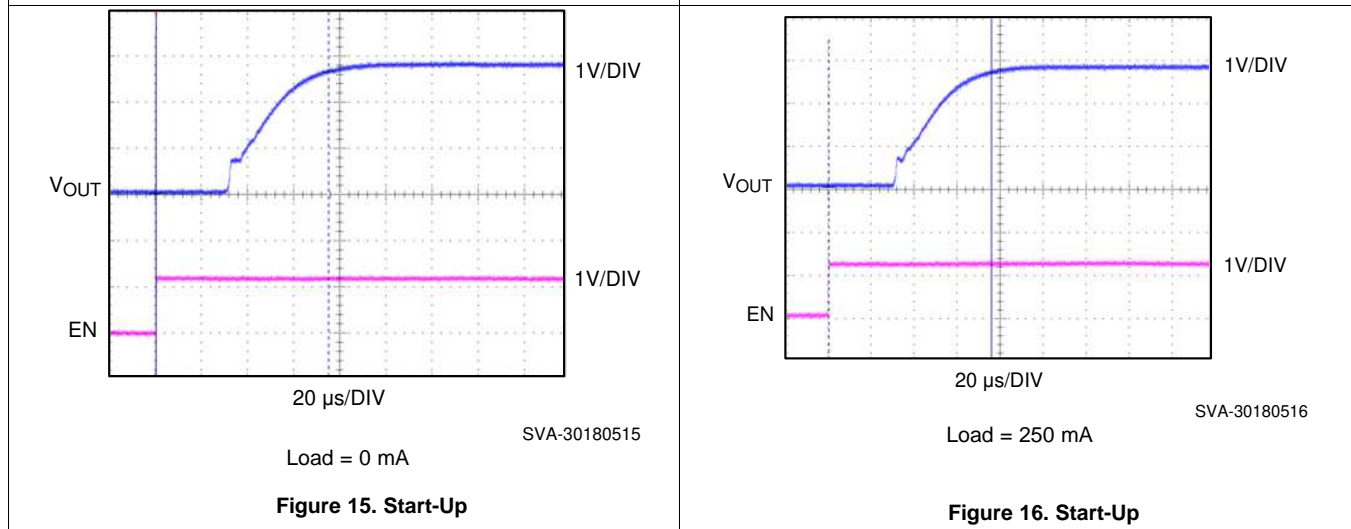 1V/DIV
VOUT
1V/DIV
EN
20 µs/DIV
SVA-30180515
Load = 0 mA
Figure 15. Start-Up
1V/DIV
VOUT
1V/DIV
EN
20 µs/DIV
SVA-30180516
Load = 250 mA
Figure 16. Start-Up